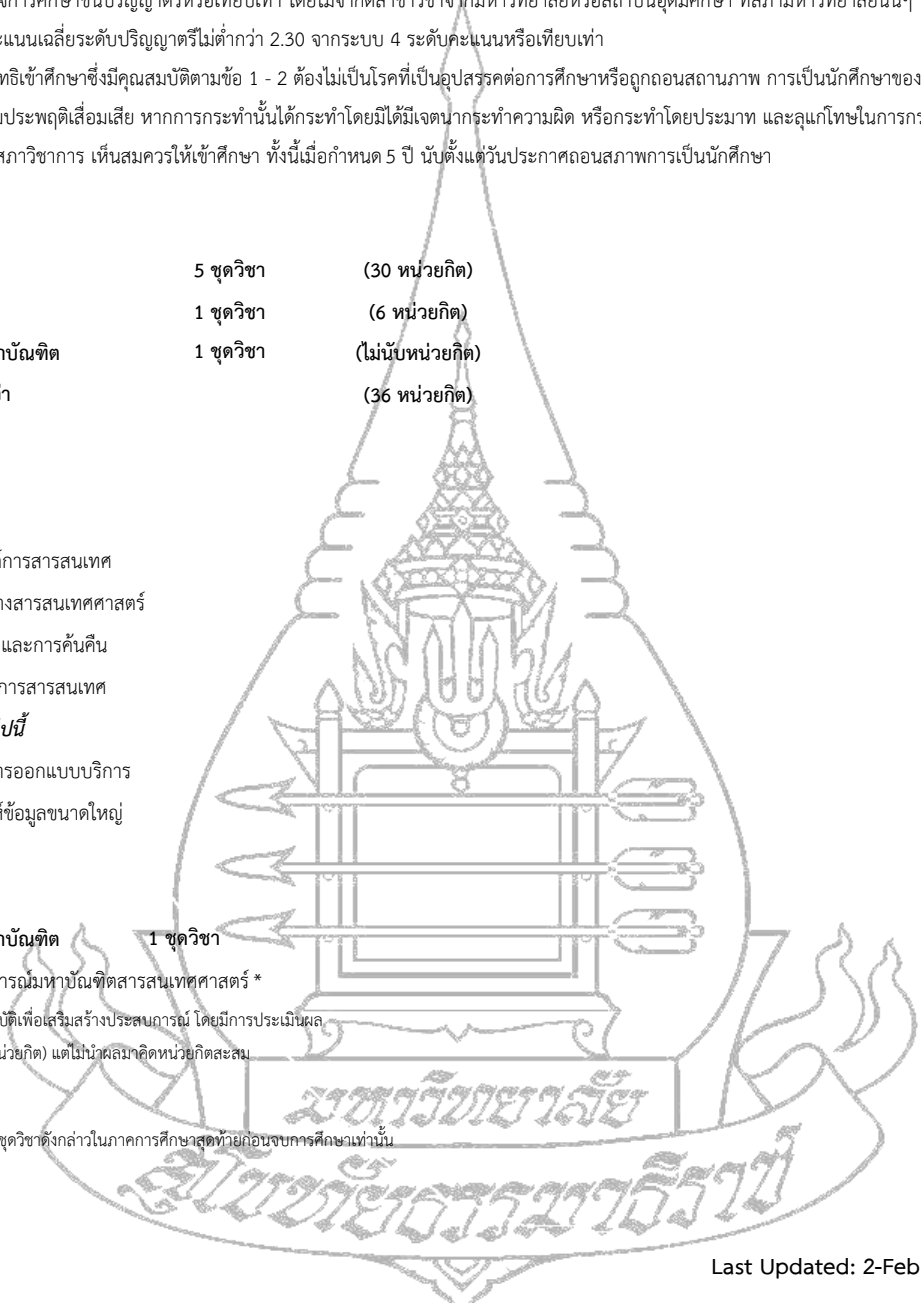 การศึกษาชั้นปริญญาตรีหรือเทียบเท่า โดยไม่จำกัดสาขาวิชาจากมหาวิทยาลัยหรือสถาบันอุดมศึกษา ที่สภามหาวิทยาลัยนั้นๆ
คะแนนเฉลี่ยระดับปริญญาตรีไม่ต่ำกว่า 2.30 จากระบบ 4 ระดับคะแนนหรือเทียบเท่า
สิทธิเข้าศึกษาซึ่งมีคุณสมบัติตามข้อ 1 - 2 ต้องไม่เป็นโรคที่เป็นอุปสรรคต่อการศึกษาหรือถูกถอนสถานภาพ การเป็นนักศึกษาของ
ประพฤติเสื่อมเสีย หากการกระทำนั้นได้กระทำโดยมิได้มีเจตนากระทำความผิด หรือกระทำโดยประมาท และลุแก่โทษในการ
สภาวิชาการ เห็นสมควรให้เข้าศึกษา ทั้งนี้เมื่อกำหนด 5 ปี นับตั้งแต่วันประกาศถอนสภาพการเป็นนักศึกษา
5 ชุดวิชา (30 หน่วยกิต)
1 ชุดวิชา (6 หน่วยกิต)
าบัณฑิต 1 ชุดวิชา (ไม่นับหน่วยกิต)
(36 หน่วยกิต)
การสารสนเทศ
างสารสนเทศศาสตร์
และการค้นคืน
การสารสนเทศ
ปนี้
ารออกแบบบริการ
ข้อมูลขนาดใหญ่
าบัณฑิต 1 ชุดวิชา
ารณ์มหาบัณฑิตสารสนเทศศาสตร์ *
บัติเพื่อเสริมสร้างประสบการณ์ โดยมีการประเมินผล
น่วยกิต) แต่ไม่นำผลมาคิดหน่วยกิตสะสม
ชุดวิชาดังกล่าวในภาคการศึกษาสุดท้ายก่อนจบการศึกษาเท่านั้น
มหาวิทยาลัย
สุโขทัยธรรมาธิราช
Last Updated: 2-Feb